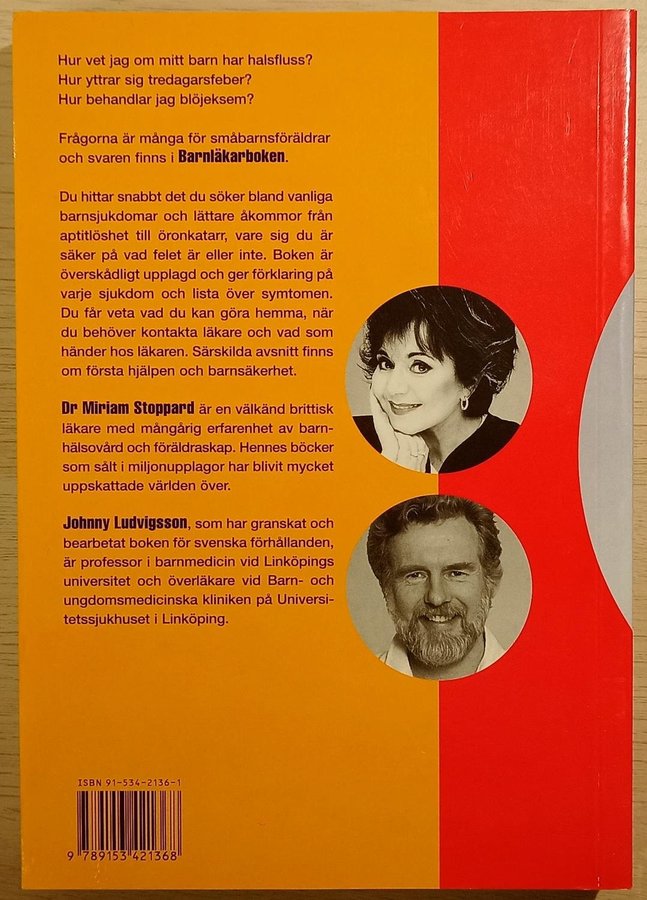 Hur vet jag om mitt barn har halsfluss?
Hur yttrar sig tredagarsfeber?
Hur behandlar jag blöjeksem?
Frågorna är många för småbarnsföräldrar
och svaren finns i Barnläkarboken.
Du hittar snabbt det du söker bland vanliga
barnsjukdomar och lättare åkommor från
aptitlöshet till öronkatarr, vare sig du är
säker på vad felet är eller inte. Boken är
överskådligt upplagd och ger förklaring på
varje sjukdom och lista över symtomen.
Du får veta vad du kan göra hemma, när
du behöver kontakta läkare och vad som
händer hos läkaren. Särskilda avsnitt finns
om första hjälpen och barnsäkerhet.
Dr Miriam Stoppard är en välkänd brittisk
läkare med mångårig erfarenhet av barn-
hälsovård och föräldraskap. Hennes böcker
som sålt i miljonupplagor har blivit mycket
uppskattade världen över.
Johnny Ludvigsson, som har granskat och
bearbetat boken för svenska förhållanden,
är professor i barnmedicin vid Linköpings
universitet och överläkare vid Barn- och
ungdomsmedicinska kliniken på Universi-
tetssjukhuset i Linköping.
ISBN 91-534-2136-1
9 789153 421368